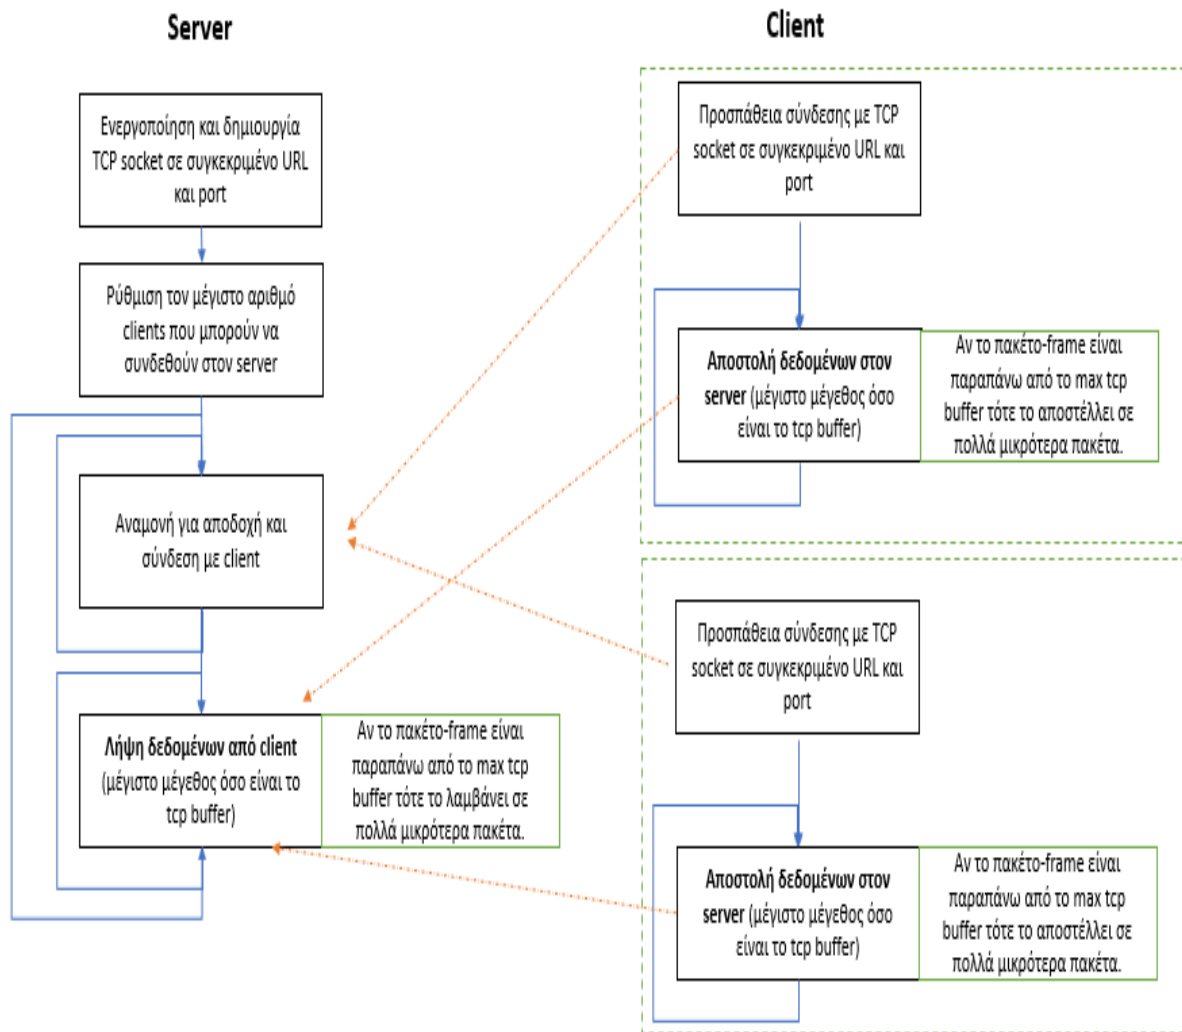 Server
Ενεργοποίηση και δημιουργία
TCP socket σε συγκεκριμένο URL
και port
Ρύθμιση τον μέγιστο αριθμό
clients που μπορούν να
συνδεθούν στον server
Αναμονή για αποδοχή και
σύνδεση με client
Λήψη δεδομένων από client
(μέγιστο μέγεθος όσο είναι το
tcp buffer)
Αν το πακέτο-frame είναι
παραπάνω από το max tcp
buffer τότε το λαμβάνει σε
πολλά μικρότερα πακέτα.
Client
Προσπάθεια σύνδεσης με TCP
socket σε συγκεκριμένο URL και
port
Αποστολή δεδομένων στον
server (μέγιστο μέγεθος όσο
είναι το tcp buffer)
Αν το πακέτο-frame είναι
παραπάνω από το max tcp
buffer τότε το αποστέλλει σε
πολλά μικρότερα πακέτα.
Προσπάθεια σύνδεσης με TCP
socket σε συγκεκριμένο URL και
port
Αποστολή δεδομένων στον
server (μέγιστο μέγεθος όσο
είναι το tcp buffer)
Αν το πακέτο-frame είναι
παραπάνω από το max tcp
buffer τότε το αποστέλλει σε
πολλά μικρότερα πακέτα.